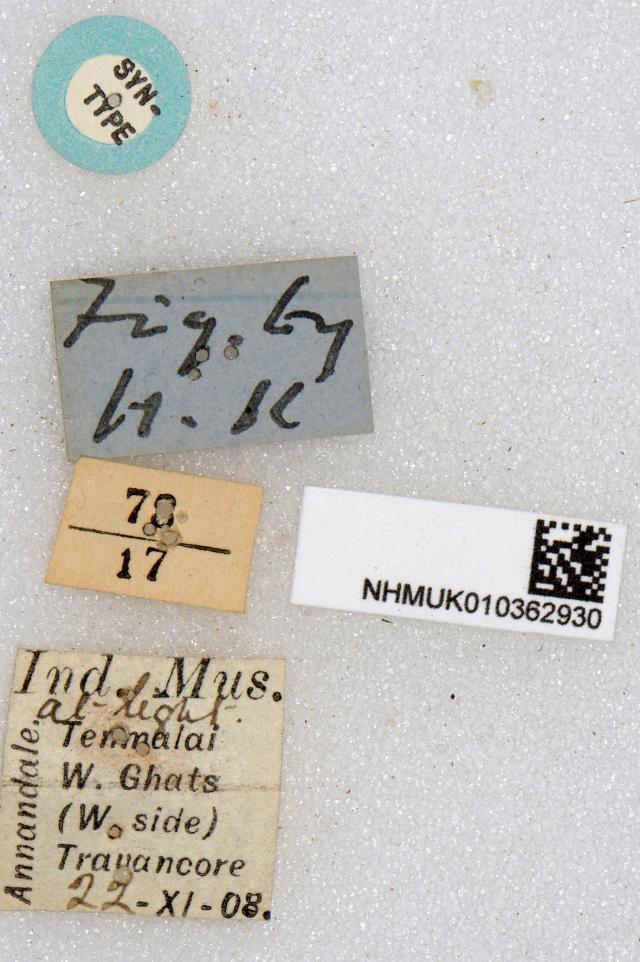 SYN-
TYPE
Fig. by
H. K
78
17
NHMUK010362930
Ind. Mus.
at light.
Tenmalai
W. Ghats
(W. side)
Travancore
22-XI-08.
Annandale.